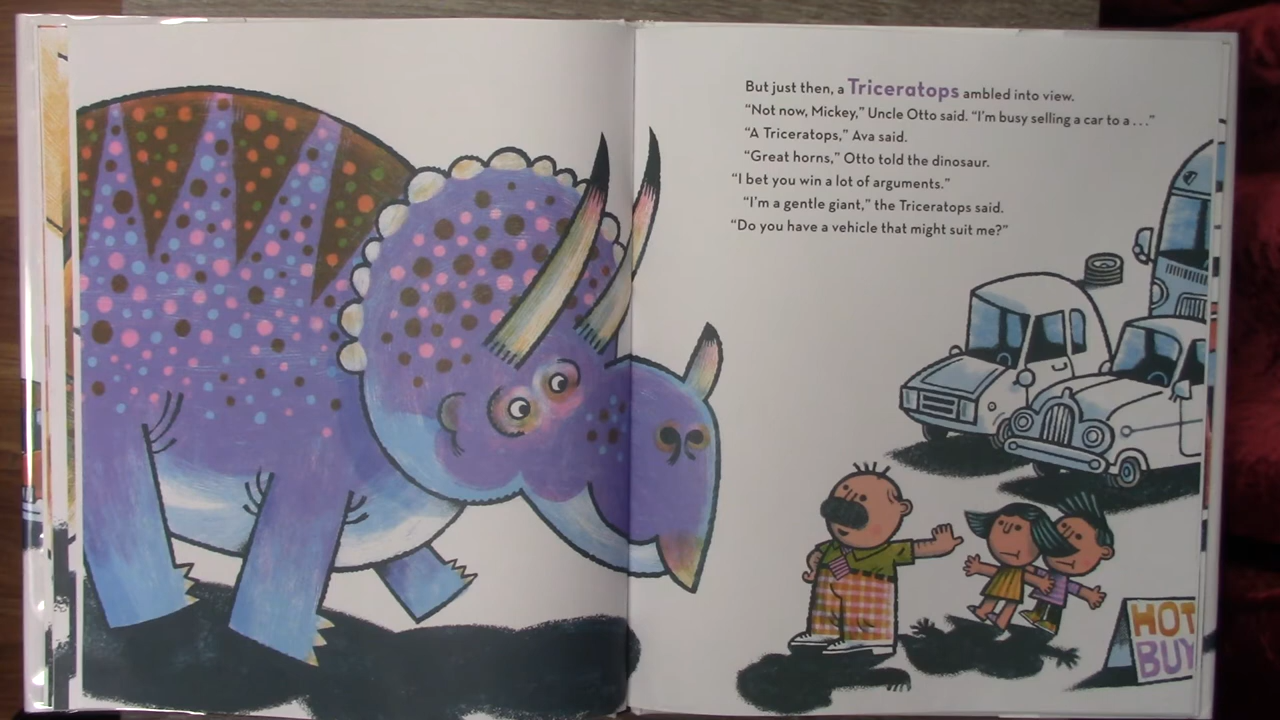 But just then, a Triceratops ambled into view.
“Not now, Mickey,” Uncle Otto said. “I’m busy selling a car to a . . .”
“A Triceratops,” Ava said.
“Great horns,” Otto told the dinosaur.
“I bet you win a lot of arguments.”
“I’m a gentle giant,” the Triceratops said.
“Do you have a vehicle that might suit me?”
HOT
BUY